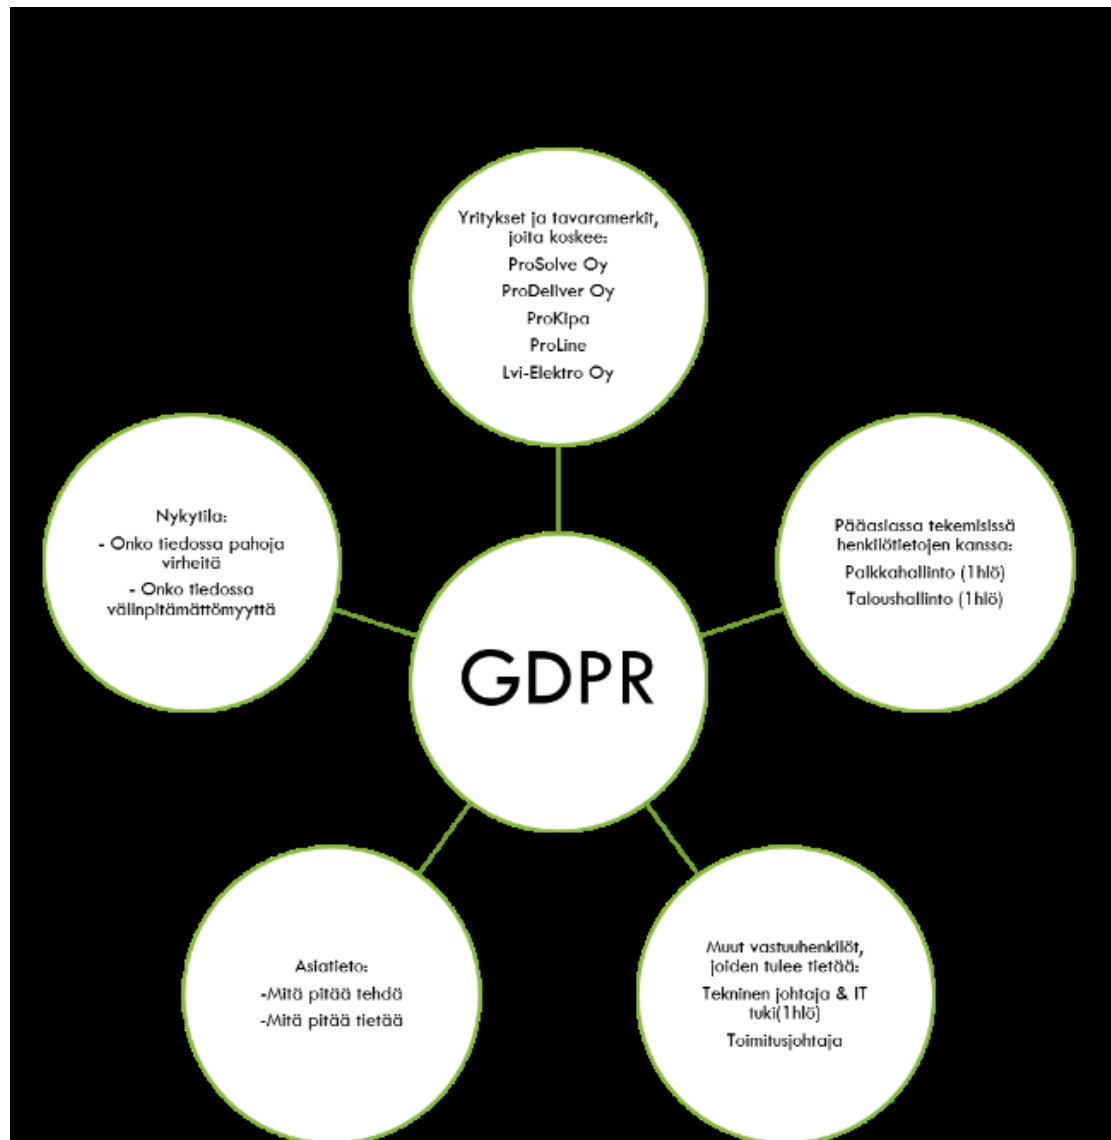 Yritykset ja tavaramerkit,
joita koskee:
ProSolve Oy
ProDeliver Oy
ProKipa
ProLine
Lvi-Elektro Oy
Pääasiassa tekemisissä
henkilötietojen kanssa:
Palkkahallinto (1hlö)
Taloushallinto (1hlö)
Nykytila:
- Onko tiedossa pahoja
virheitä
- Onko tiedossa
välinpitämättömyyttä
GDPR
Muut vastuuhenkilöt,
joiden tulee tietää:
Tekninen johtaja & IT
tuki(1hlö)
Toimitusjohtaja
Asiatieto:
-Mitä pitää tehdä
-Mitä pitää tietää